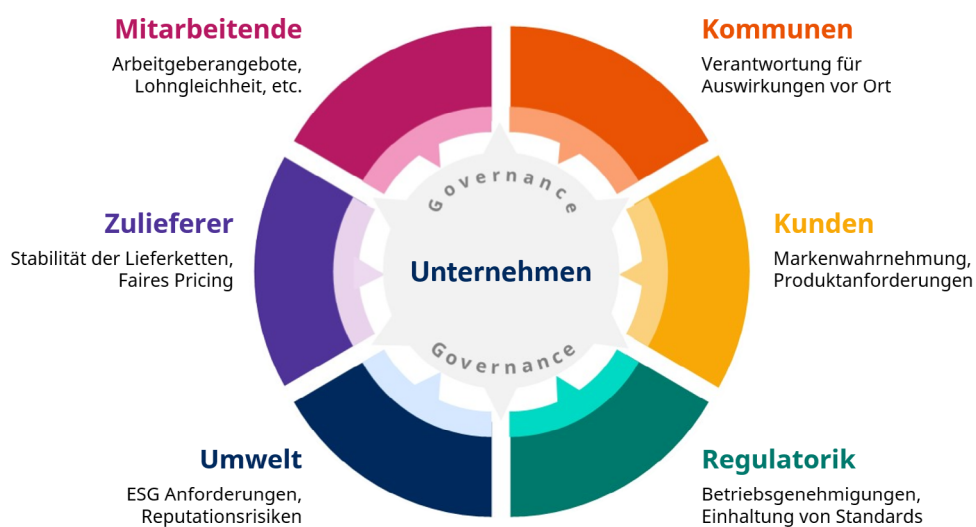 Mitarbeitende
Arbeitgeberangebote,
Lohngleichheit, etc.
Kommunen
Verantwortung für
Auswirkungen vor Ort
Zulieferer
Stabilität der Lieferketten,
Faires Pricing
Governance
Unternehmen
Governance
Kunden
Markenwahrnehmung,
Produktanforderungen
Umwelt
ESG Anforderungen,
Reputationsrisiken
Regulatorik
Betriebsgenehmigungen,
Einhaltung von Standards